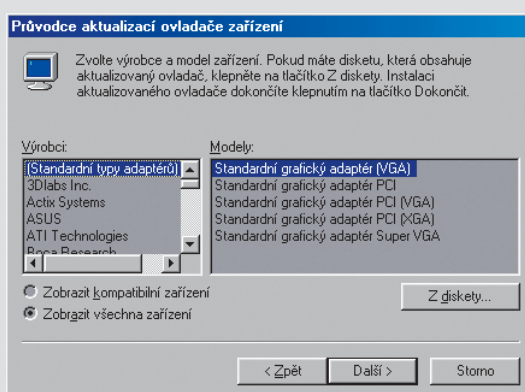 Průvodce aktualizací ovladače zařízení
Zvolte výrobce a model zařízení. Pokud máte disketu, která obsahuje
aktualizovaný ovladač, klepněte na tlačítko Z diskety. Instalaci
aktualizovaného ovladače dokončíte klepnutím na tlačítko Dokončit.
Výrobci:
Modely:
(Standardní typy adaptérů)
3Dlabs Inc.
Actix Systems
ASUS
ATI Technologies
Boca Research
Standardní grafický adaptér (VGA)
Standardní grafický adaptér PCI
Standardní grafický adaptér PCI (VGA)
Standardní grafický adaptér PCI (XGA)
Standardní grafický adaptér Super VGA
Zobrazit kompatibilní zařízení
Zobrazit všechna zařízení
Z diskety...
< Zpět
Další >
Storno